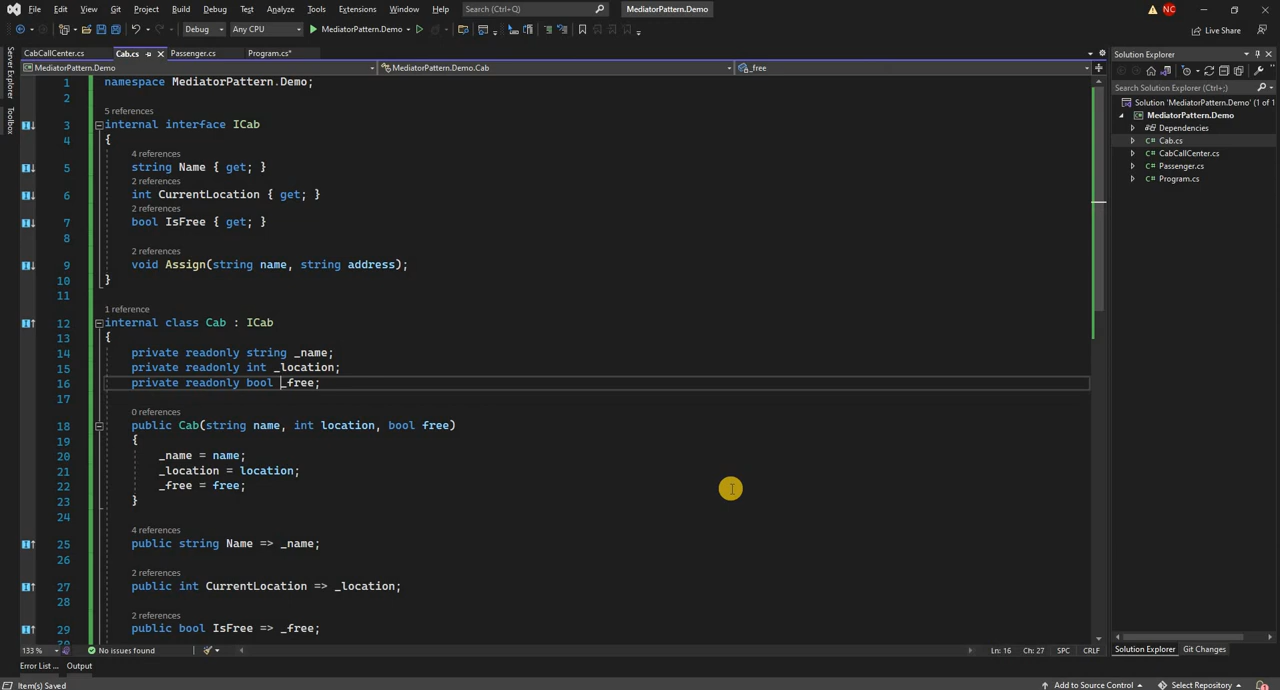 File Edit View Git Project Build Debug Test Analyze Tools Extensions Window Help Search (Ctrl+Q) MediatorPattern.Demo NC
Debug Any CPU MediatorPattern.Demo Live Share
CabCallCenter.cs Cab.cs Passenger.cs Program.cs*
MediatorPattern.Demo MediatorPattern.Demo.Cab _free
Server Explorer
Toolbox
1 namespace MediatorPattern.Demo;
2
5 references
3 internal interface ICab
4 {
4 references
5 string Name { get; }
2 references
6 int CurrentLocation { get; }
2 references
7 bool IsFree { get; }
8
2 references
9 void Assign(string name, string address);
10 }
11
1 reference
12 internal class Cab : ICab
13 {
14 private readonly string _name;
15 private readonly int _location;
16 private readonly bool _free;
17
0 references
18 public Cab(string name, int location, bool free)
19 {
20 _name = name;
21 _location = location;
22 _free = free;
23 }
24
4 references
25 public string Name => _name;
26
2 references
27 public int CurrentLocation => _location;
28
2 references
29 public bool IsFree => _free;
133 % No issues found Ln: 16 Ch: 27 SPC CRLF
Error List ... Output
Item(s) Saved
Solution Explorer
Search Solution Explorer (Ctrl+;)
Solution 'MediatorPattern.Demo' (1 of 1
MediatorPattern.Demo
Dependencies
C# Cab.cs
C# CabCallCenter.cs
C# Passenger.cs
C# Program.cs
Solution Explorer Git Changes
Add to Source Control Select Repository